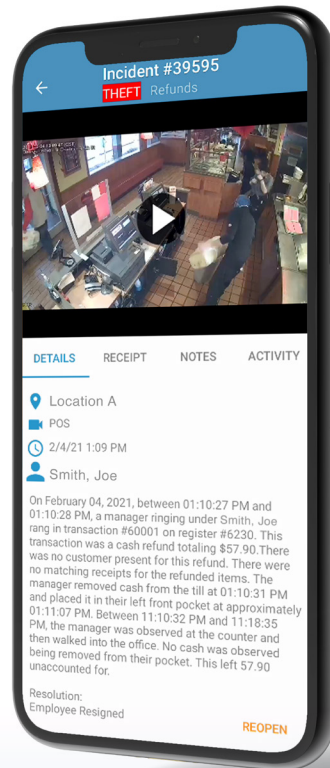 Incident #39595
THEFT Refunds
DETAILS RECEIPT NOTES ACTIVITY
Location A
POS
2/4/21 1:09 PM
Smith, Joe
On February 04, 2021, between 01:10:27 PM and
01:10:28 PM, a manager ringing under Smith, Joe
rang in transaction #60001 on register #6230. This
transaction was a cash refund totaling $57.90.There
was no customer present for this refund. There were
no matching receipts for the refunded items. The
manager removed cash from the till at 01:10:31 PM
and placed it in their left front pocket at approximately
01:11:07 PM. Between 11:10:32 PM and 11:18:35
PM, the manager was observed at the counter and
then walked into the office. No cash was observed
being removed from their pocket. This left 57.90
unaccounted for.
Resolution:
Employee Resigned
REOPEN